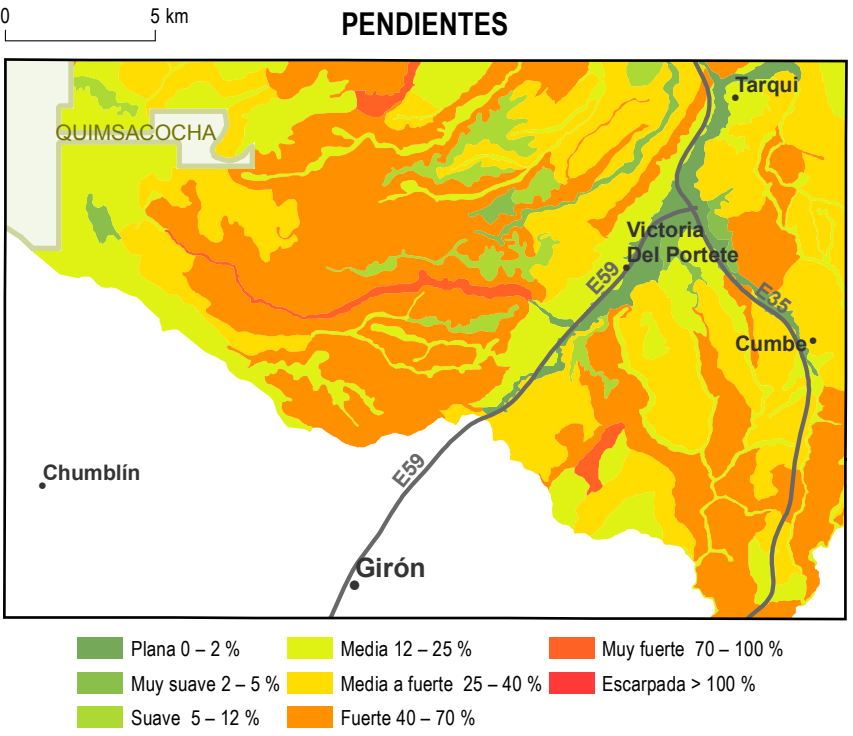 0 5 km
PENDIENTES
Tarqui
QUIMSACOCHA
Victoria
Del Portete
E59
E35
Cumbe
E59
Chumblín
Girón
Plana 0 – 2 %
Muy suave 2 – 5 %
Suave 5 – 12 %
Media 12 – 25 %
Media a fuerte 25 – 40 %
Fuerte 40 – 70 %
Muy fuerte 70 – 100 %
Escarpada > 100 %